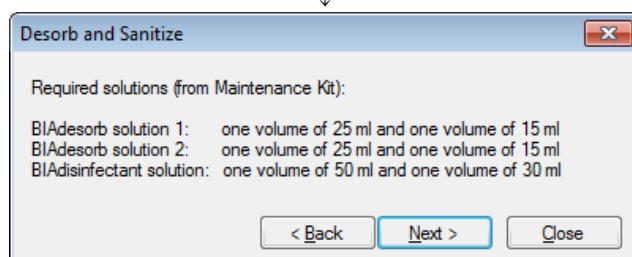 Desorb and Sanitize
Required solutions (from Maintenance Kit):
BIAdesorb solution 1: one volume of 25 ml and one volume of 15 ml
BIAdesorb solution 2: one volume of 25 ml and one volume of 15 ml
BIAdisinfectant solution: one volume of 50 ml and one volume of 30 ml
< Back Next > Close